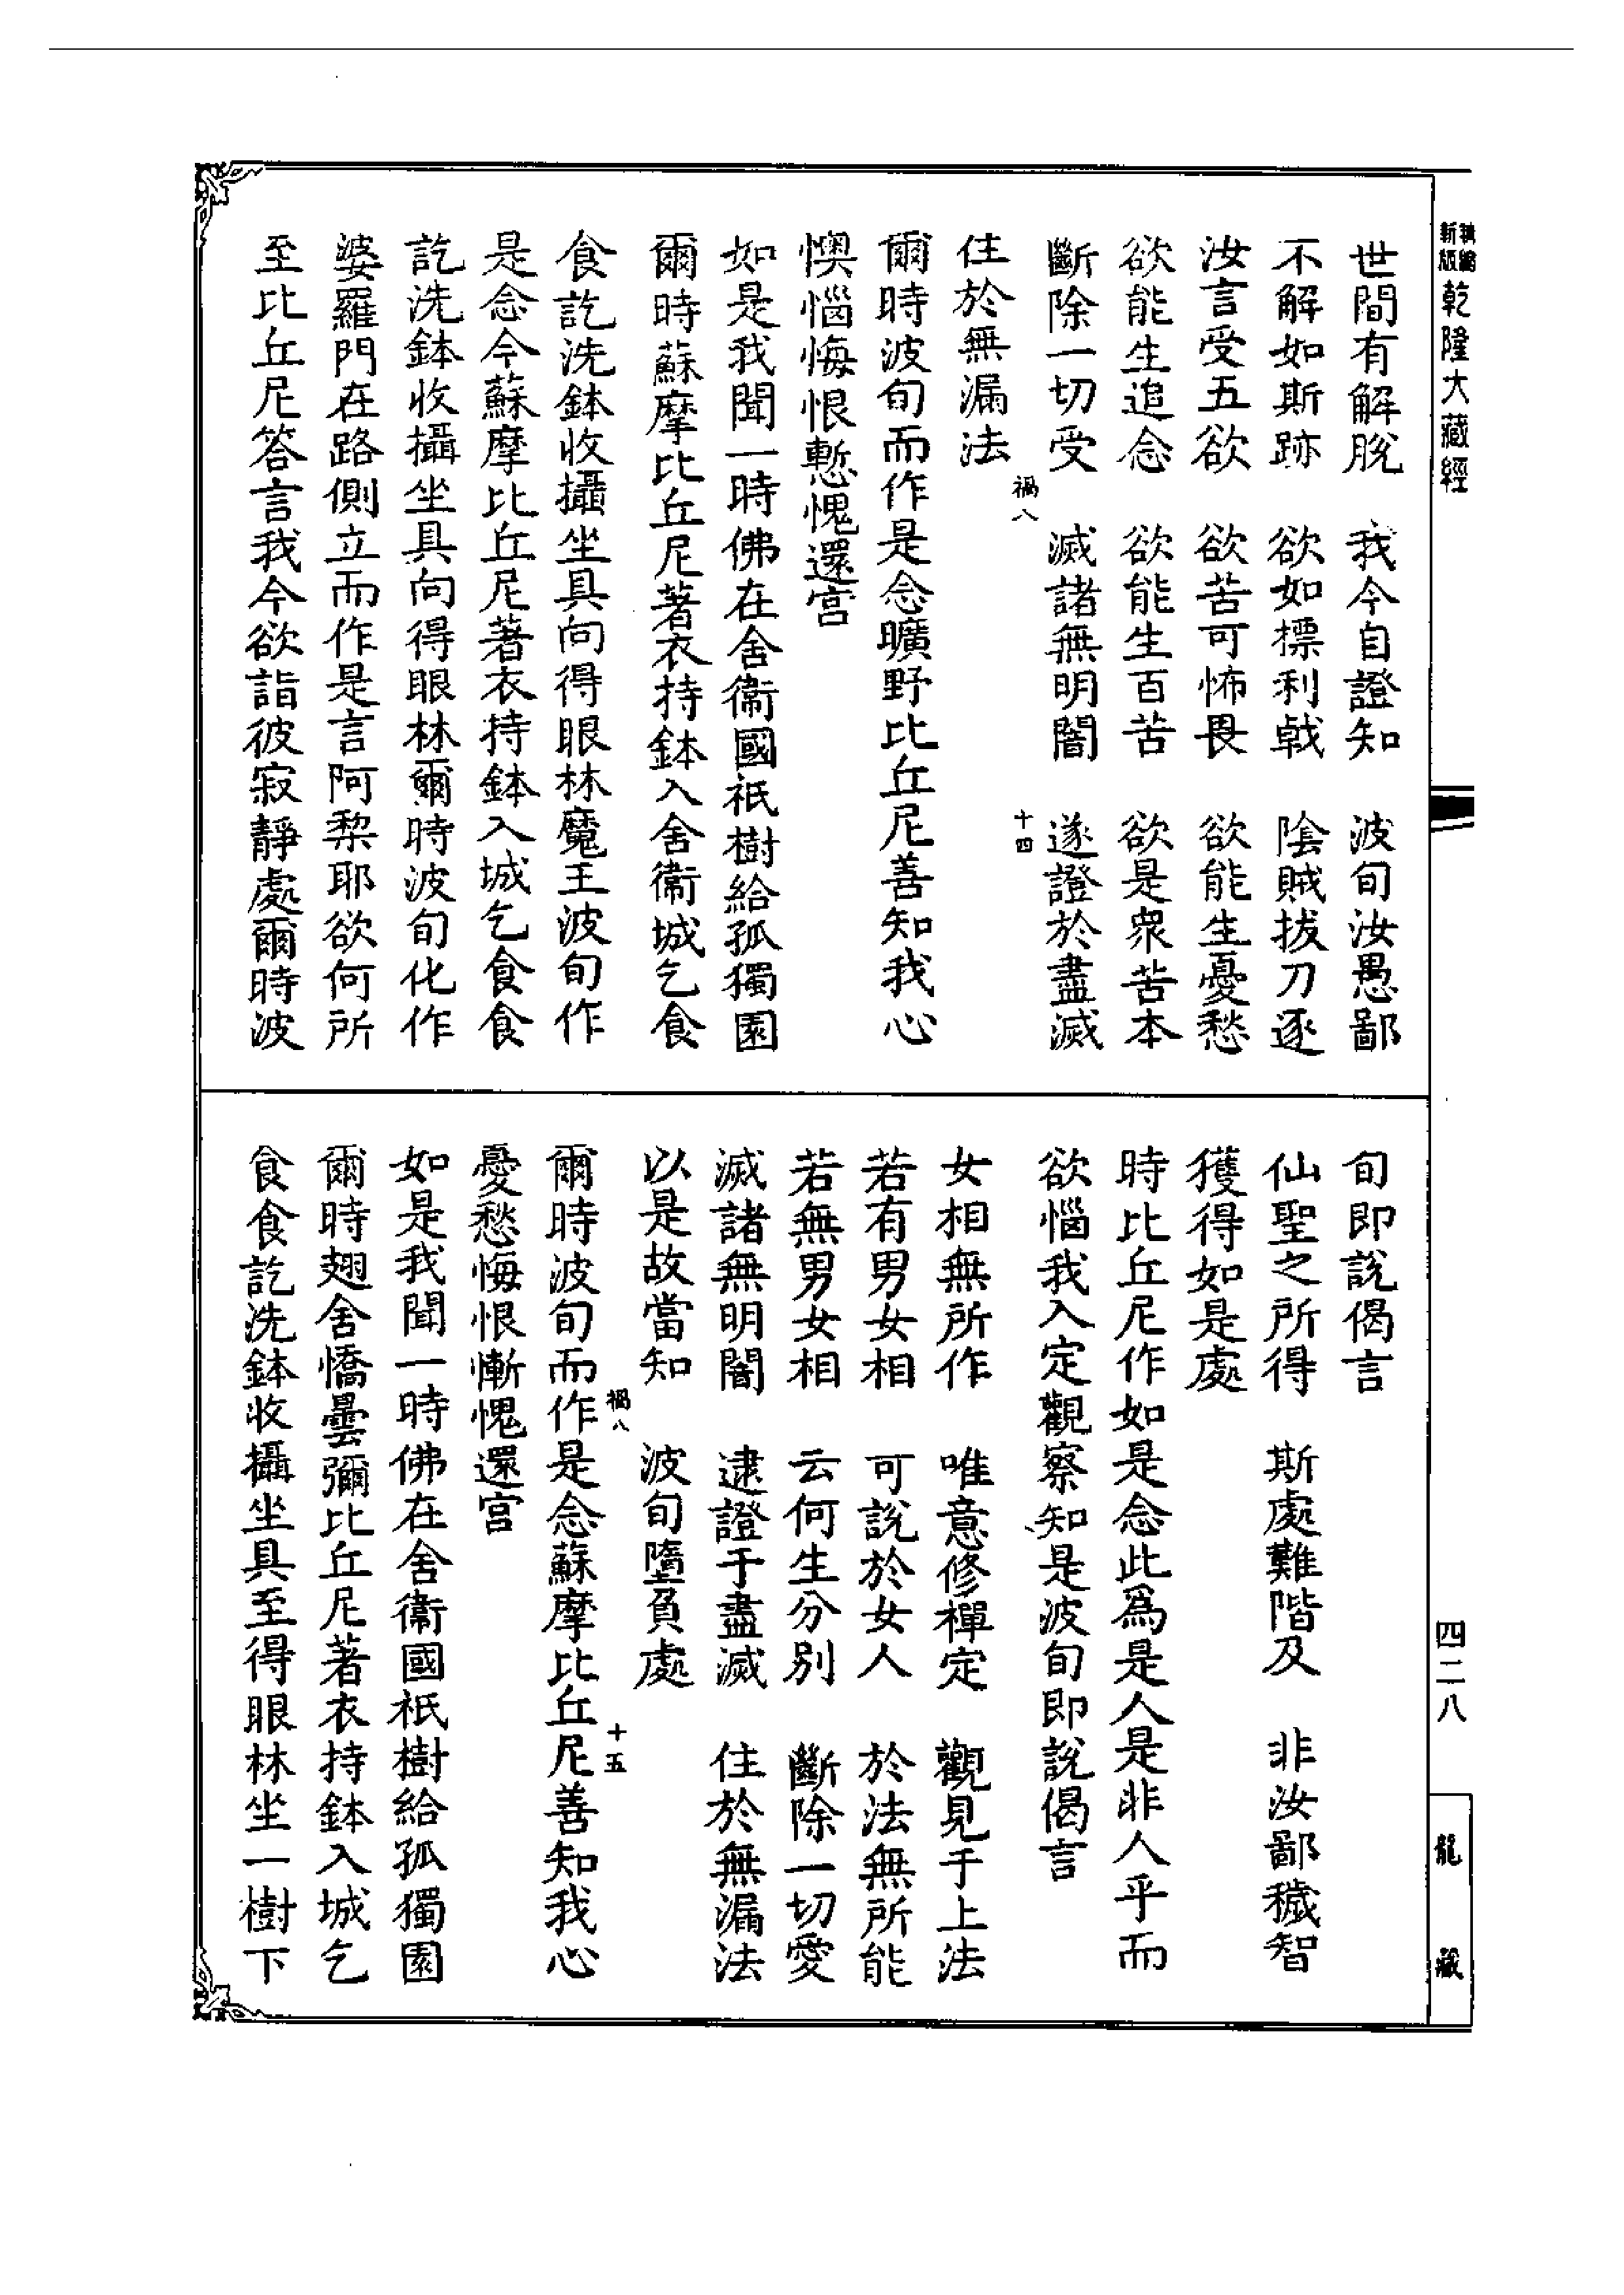 新編
新版
乾隆大藏經
四二八
龍藏
世間有解脫　我今自證知　波旬汝愚鄙
不解如斯跡　欲如摽利戟　陰賊拔刀逐
汝言受五欲　欲苦可怖畏　欲能生憂愁
欲能生追念　欲能生百苦　欲是衆苦本
斷除一切受　滅諸無明闇　遂證於盡滅
禍八　十四
住於無漏法
爾時波旬而作是念曠野比丘尼善知我心
懊惱悔恨慙愧還宮
如是我聞一時佛在舍衞國祇樹給孤獨園
爾時蘇摩比丘尼著衣持鉢入舍衞城乞食
食訖洗鉢收攝坐具向得眼林魔王波旬作
是念今蘇摩比丘尼著衣持鉢入城乞食食
訖洗鉢收攝坐具向得眼林爾時波旬化作
婆羅門在路側立而作是言阿棃耶欲何所
至比丘尼答言我今欲詣彼寂靜處爾時波
旬即說偈言
仙聖之所得　斯處難階及　非汝鄙穢智
獲得如是處
時比丘尼作如是念此爲是人是非人乎而
欲惱我入定觀察知是波旬即說偈言
女相無所作　唯意修禪定　觀見于上法
若有男女相　可說於女人　於法無所能
若無男女相　云何生分別　斷除一切愛
滅諸無明闇　逮證于盡滅　住於無漏法
以是故當知　波旬墮負處
禍八　十五
爾時波旬而作是念蘇摩比丘尼善知我心
憂愁悔恨慚愧還宮
如是我聞一時佛在舍衞國祇樹給孤獨園
爾時翅舍憍曇彌比丘尼著衣持鉢入城乞
食食訖洗鉢收攝坐具至得眼林坐一樹下